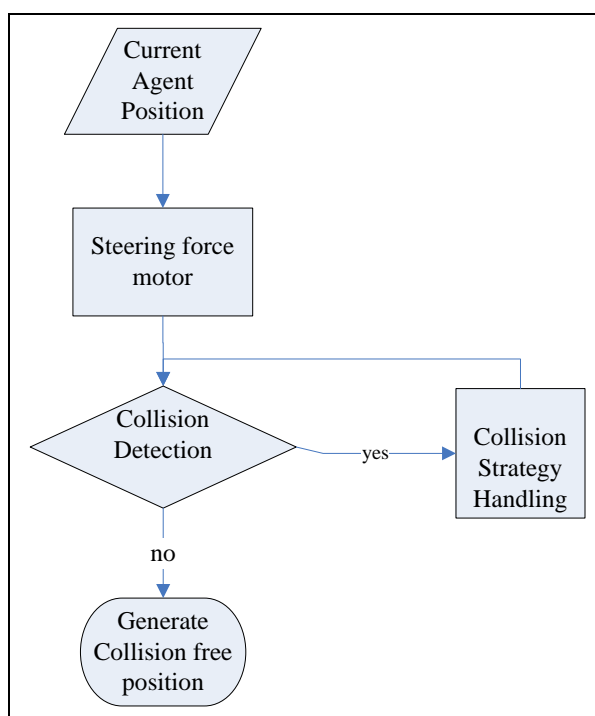 Current
Agent
Position
Steering force
motor
Collision
Detection
yes
Collision
Strategy
Handling
no
Generate
Collision free
position